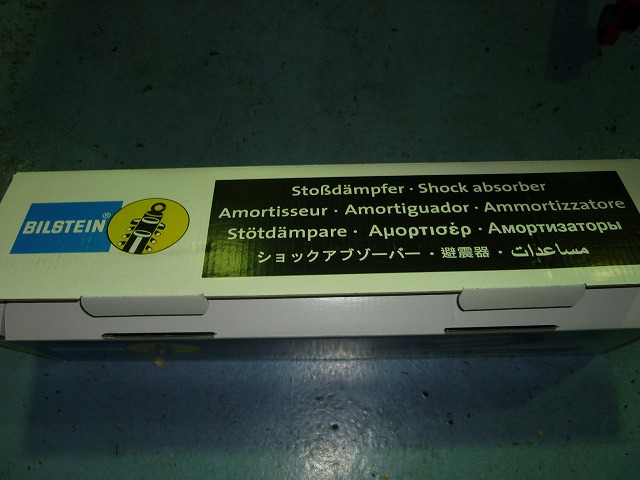 BILSTEIN®
Stoßdämpfer · Shock absorber
Amortisseur · Amortiguador · Ammortizzatore
Stötdämpare · Αμορτισέρ · Амортизаторы
ショックアブソーバー · 避震器 · مساعدات